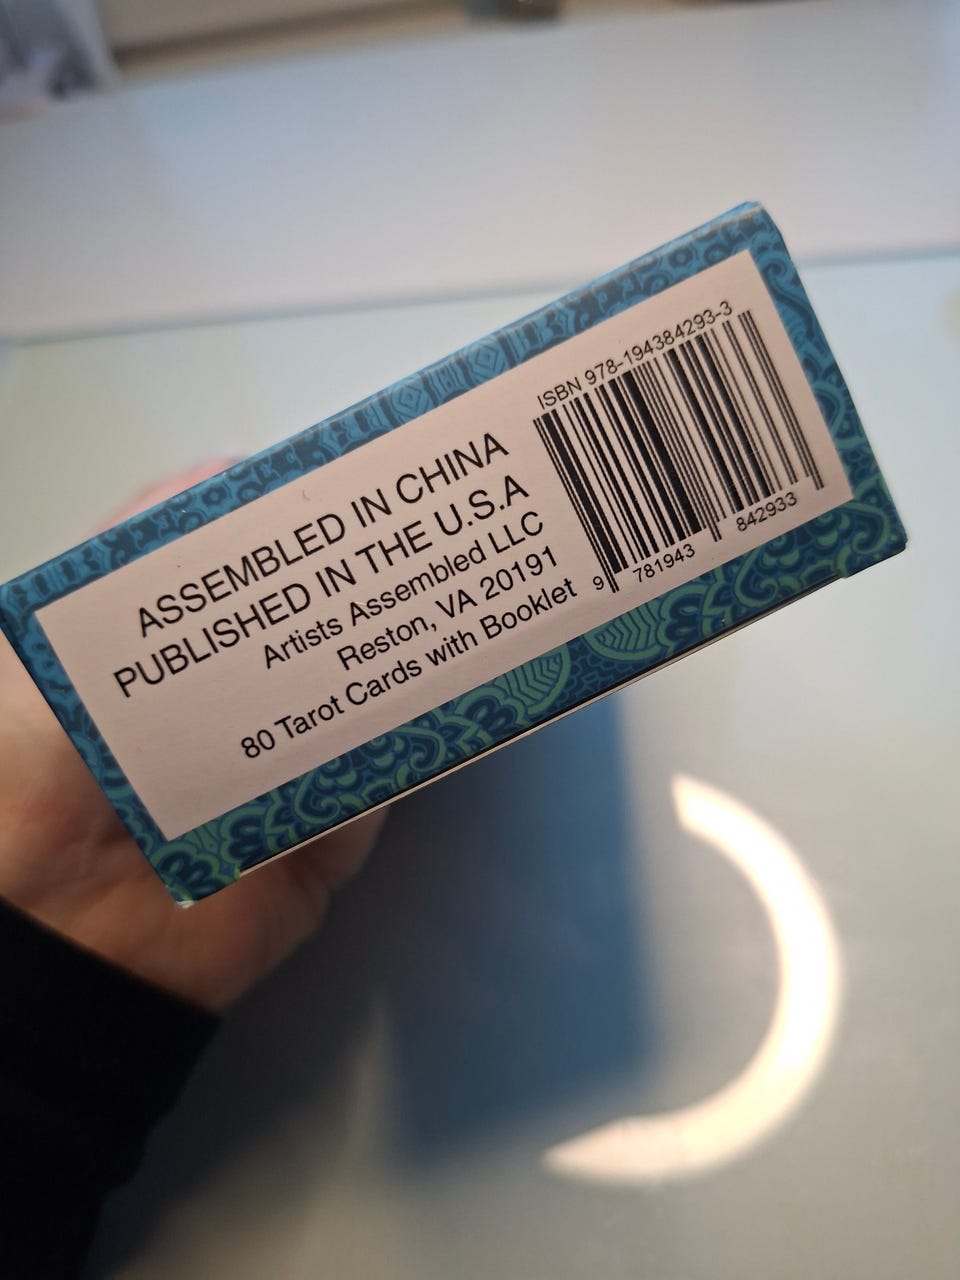 ASSEMBLED IN CHINA
PUBLISHED IN THE U.S.A
Artists Assembled LLC
Reston, VA 20191
80 Tarot Cards with Booklet
ISBN 978-194384293-3
9 781943 842933